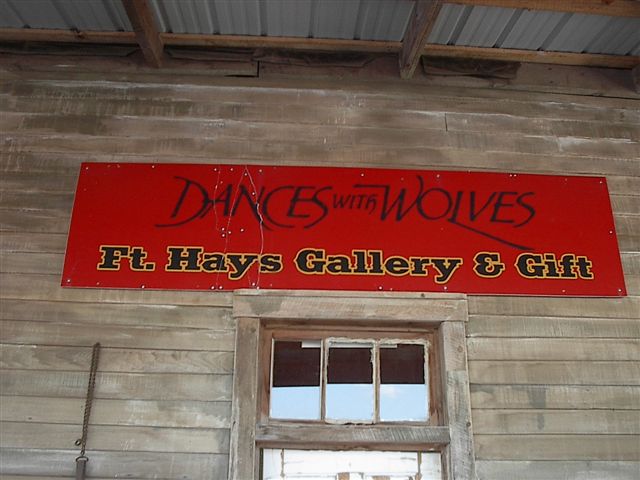 DANCES WITH WOLVES
Ft. Hays Gallery & Gift